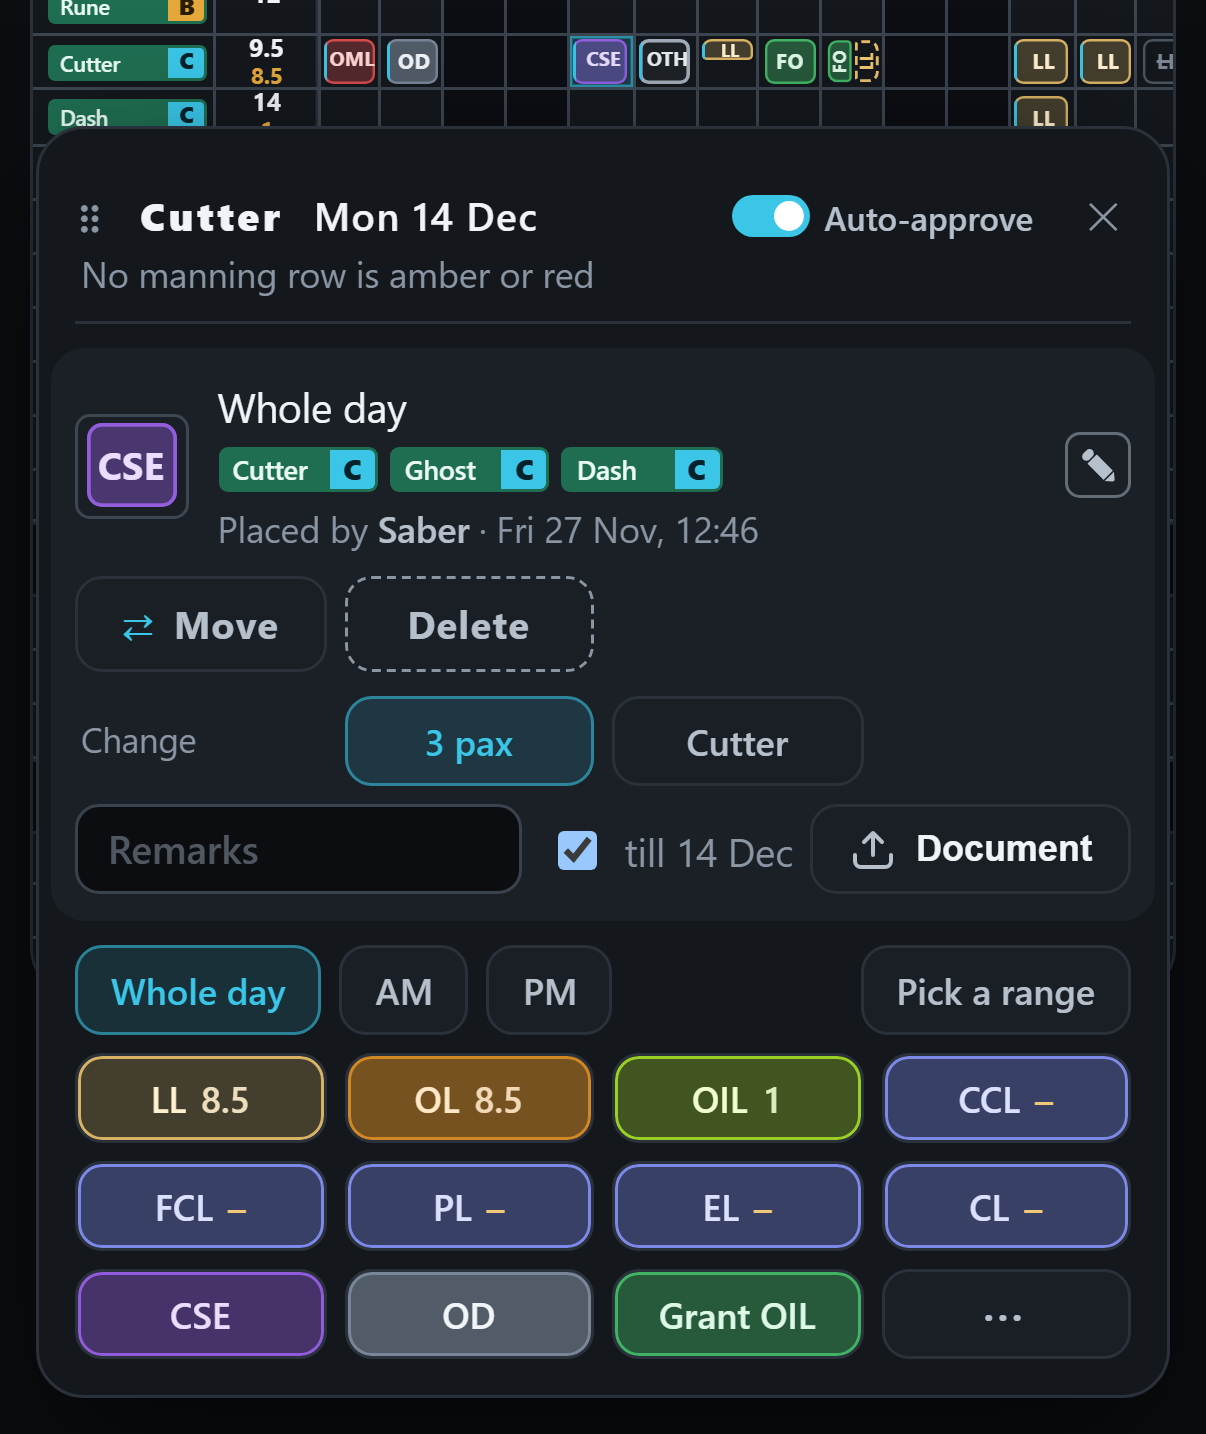 Rune B
Cutter C 9.5 8.5 OML OD CSE OTH LL FO FO LL LL
Dash C 14 LL
Cutter Mon 14 Dec Auto-approve
No manning row is amber or red
CSE
Whole day
Cutter C Ghost C Dash C
Placed by Saber · Fri 27 Nov, 12:46
Move Delete
Change 3 pax Cutter
Remarks till 14 Dec Document
Whole day AM PM Pick a range
LL 8.5 OL 8.5 OIL 1 CCL –
FCL – PL – EL – CL –
CSE OD Grant OIL ...